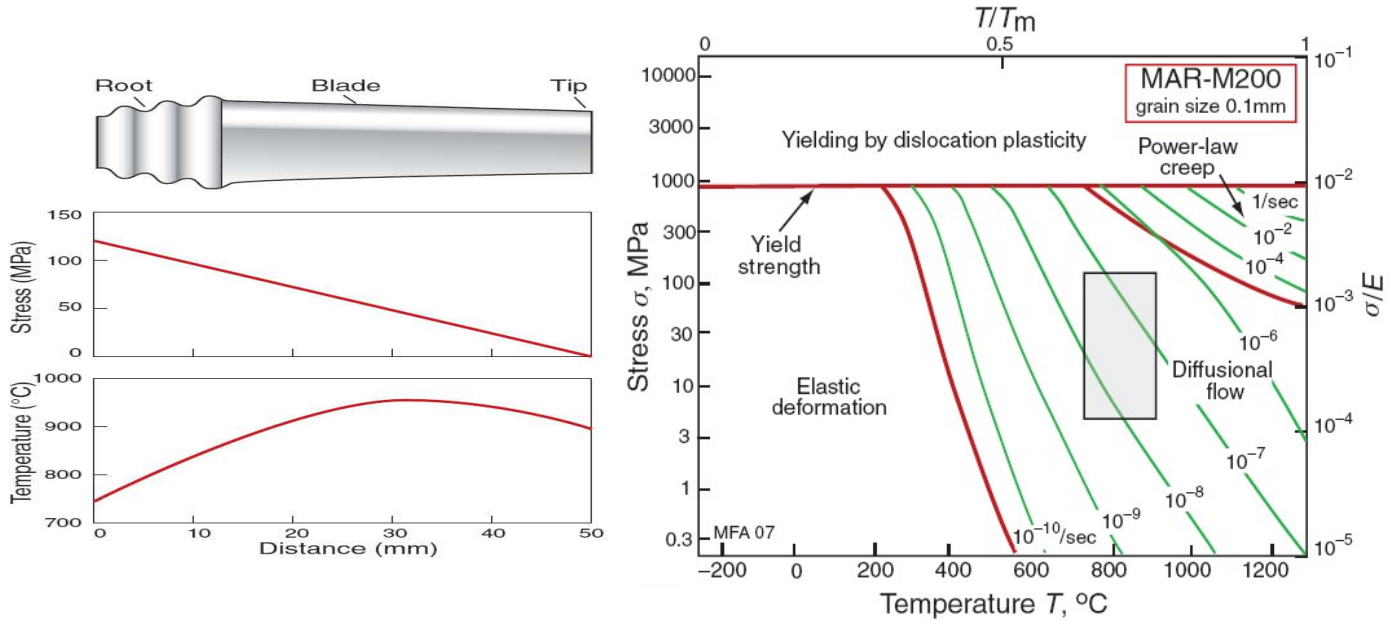 Root Blade Tip
150
100
50
0
Stress (MPa)
1000
900
800
700
Temperature (°C)
0 10 20 30 40 50
Distance (mm)
T/Tm
0 0.5 1
10000
3000
1000
300
100
30
10
3
1
0.3
Stress σ, MPa
MAR-M200
grain size 0.1mm
Yielding by dislocation plasticity
Power-law
creep
Yield
strength
1/sec
10⁻²
10⁻⁴
10⁻⁶
Elastic
deformation
Diffusional
flow
10⁻⁷
10⁻⁸
10⁻⁹
10⁻¹⁰/sec
MFA 07
10⁻¹
10⁻²
10⁻³
10⁻⁴
10⁻⁵
σ/E
−200 0 200 400 600 800 1000 1200
Temperature T, °C